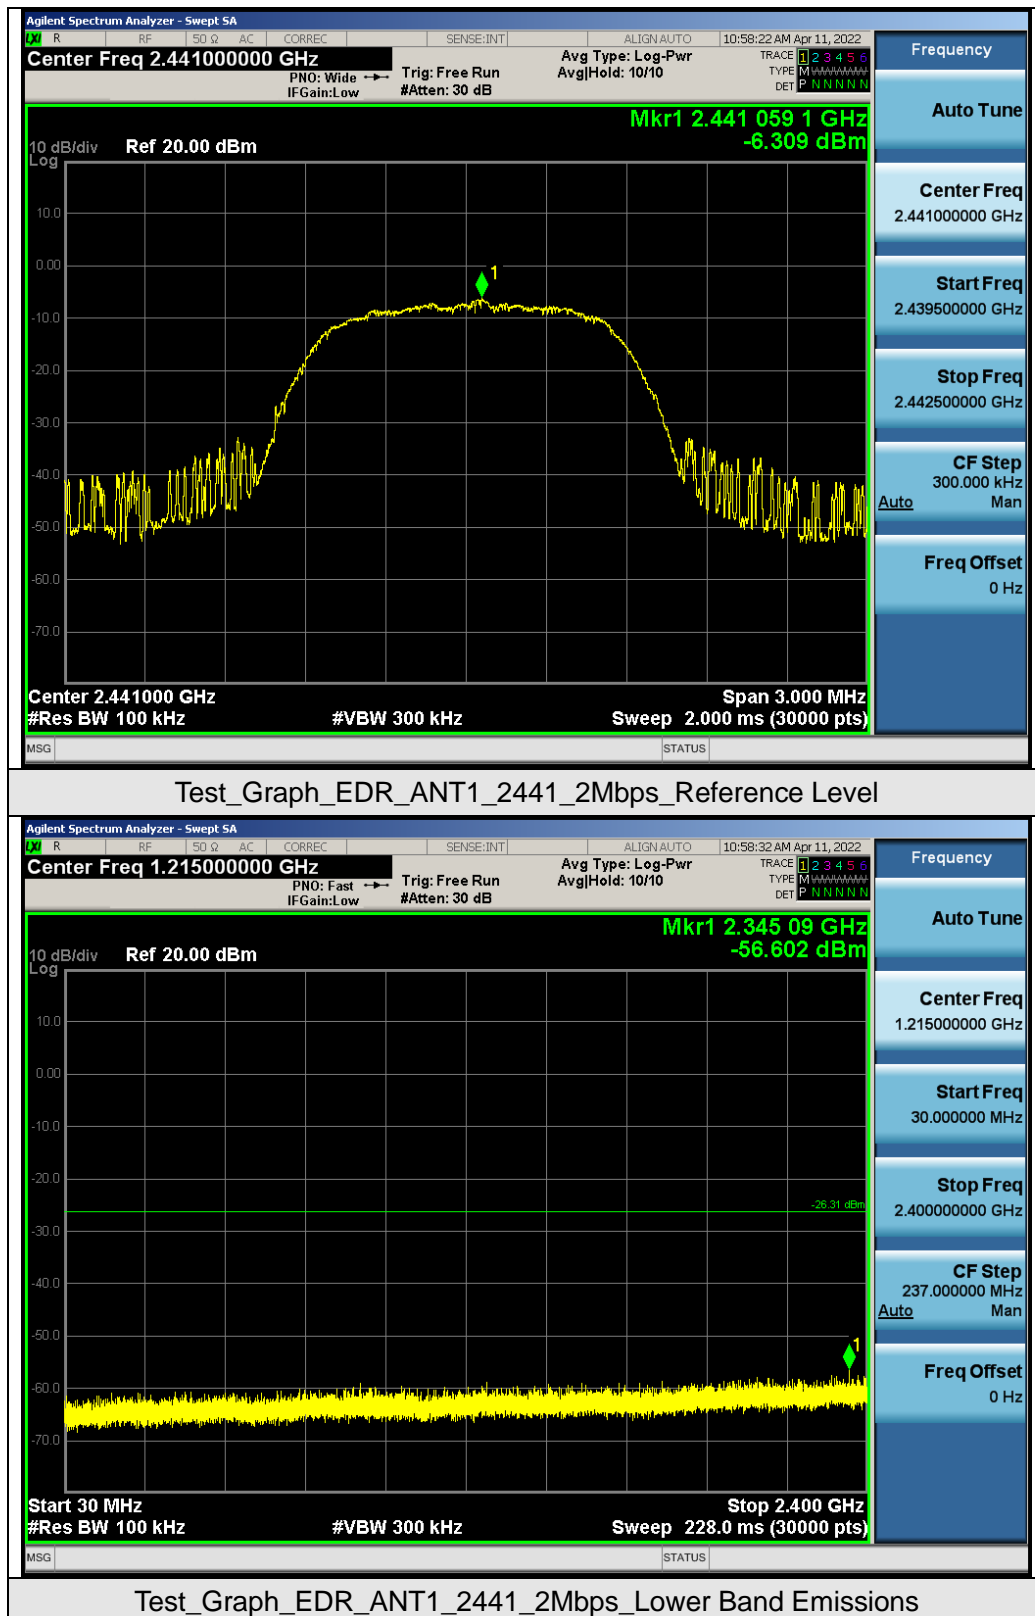 Agilent Spectrum Analyzer - Swept SA
LXI R RF 50 Ω AC CORREC SENSE:INT ALIGNAUTO 10:58:22 AM Apr 11, 2022
Center Freq 2.441000000 GHz
PNO: Wide
IFGain:Low
Trig: Free Run
#Atten: 30 dB
Avg Type: Log-Pwr
Avg|Hold: 10/10
TRACE 1 2 3 4 5 6
TYPE M
DET P N N N N N
Mkr1 2.441 059 1 GHz
-6.309 dBm
10 dB/div Ref 20.00 dBm
Log
10.0
0.00
-10.0
-20.0
-30.0
-40.0
-50.0
-60.0
-70.0
1
Center 2.441000 GHz
Span 3.000 MHz
#Res BW 100 kHz
#VBW 300 kHz
Sweep 2.000 ms (30000 pts)
MSG
STATUS
Frequency
Auto Tune
Center Freq
2.441000000 GHz
Start Freq
2.439500000 GHz
Stop Freq
2.442500000 GHz
CF Step
300.000 kHz
Auto Man
Freq Offset
0 Hz
Test_Graph_EDR_ANT1_2441_2Mbps_Reference Level
Agilent Spectrum Analyzer - Swept SA
LXI R RF 50 Ω AC CORREC SENSE:INT ALIGNAUTO 10:58:32 AM Apr 11, 2022
Center Freq 1.215000000 GHz
PNO: Fast
IFGain:Low
Trig: Free Run
#Atten: 30 dB
Avg Type: Log-Pwr
Avg|Hold: 10/10
TRACE 1 2 3 4 5 6
TYPE M
DET P N N N N N
Mkr1 2.345 09 GHz
-56.602 dBm
10 dB/div Ref 20.00 dBm
Log
10.0
0.00
-10.0
-20.0
-26.31 dBm
-30.0
-40.0
-50.0
-60.0
-70.0
1
Start 30 MHz
Stop 2.400 GHz
#Res BW 100 kHz
#VBW 300 kHz
Sweep 228.0 ms (30000 pts)
MSG
STATUS
Frequency
Auto Tune
Center Freq
1.215000000 GHz
Start Freq
30.000000 MHz
Stop Freq
2.400000000 GHz
CF Step
237.000000 MHz
Auto Man
Freq Offset
0 Hz
Test_Graph_EDR_ANT1_2441_2Mbps_Lower Band Emissions